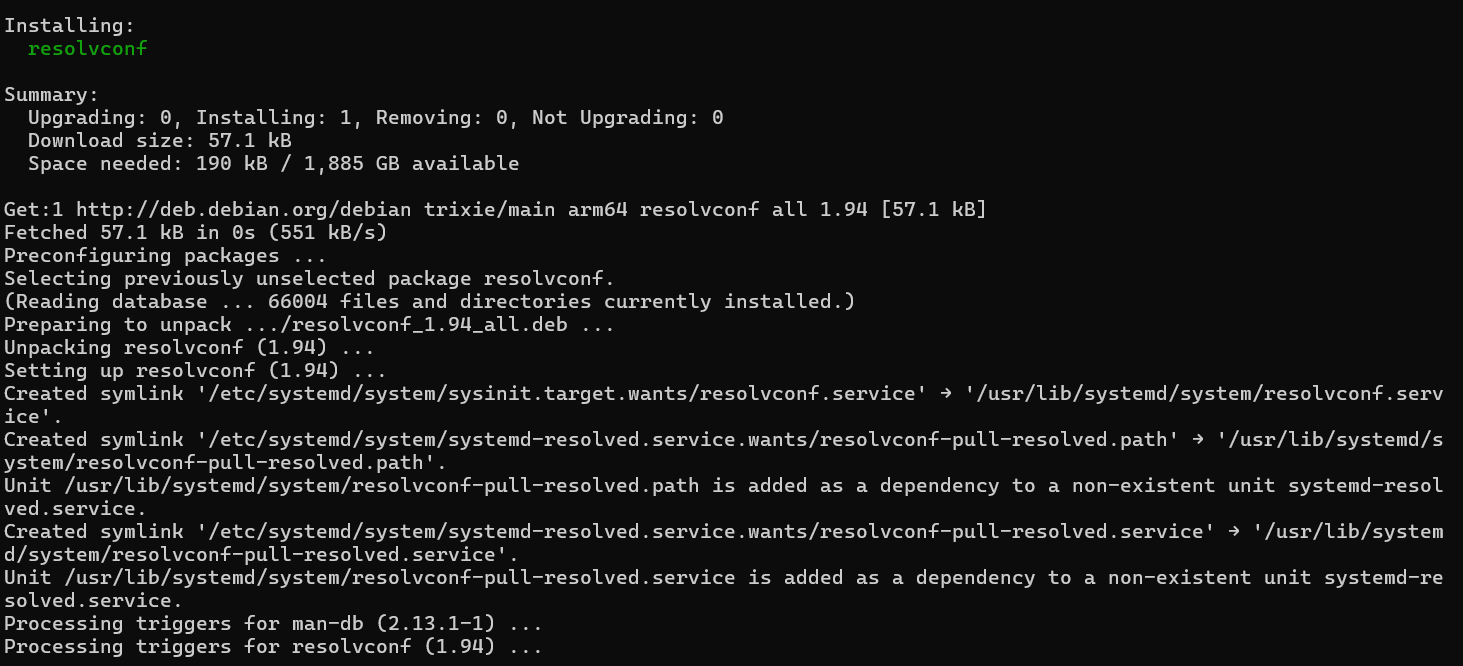 Installing:
  resolvconf

Summary:
  Upgrading: 0, Installing: 1, Removing: 0, Not Upgrading: 0
  Download size: 57.1 kB
  Space needed: 190 kB / 1,885 GB available

Get:1 http://deb.debian.org/debian trixie/main arm64 resolvconf all 1.94 [57.1 kB]
Fetched 57.1 kB in 0s (551 kB/s)
Preconfiguring packages ...
Selecting previously unselected package resolvconf.
(Reading database ... 66004 files and directories currently installed.)
Preparing to unpack .../resolvconf_1.94_all.deb ...
Unpacking resolvconf (1.94) ...
Setting up resolvconf (1.94) ...
Created symlink '/etc/systemd/system/sysinit.target.wants/resolvconf.service' → '/usr/lib/systemd/system/resolvconf.serv
ice'.
Created symlink '/etc/systemd/system/systemd-resolved.service.wants/resolvconf-pull-resolved.path' → '/usr/lib/systemd/s
ystem/resolvconf-pull-resolved.path'.
Unit /usr/lib/systemd/system/resolvconf-pull-resolved.path is added as a dependency to a non-existent unit systemd-resol
ved.service.
Created symlink '/etc/systemd/system/systemd-resolved.service.wants/resolvconf-pull-resolved.service' → '/usr/lib/system
d/system/resolvconf-pull-resolved.service'.
Unit /usr/lib/systemd/system/resolvconf-pull-resolved.service is added as a dependency to a non-existent unit systemd-re
solved.service.
Processing triggers for man-db (2.13.1-1) ...
Processing triggers for resolvconf (1.94) ...